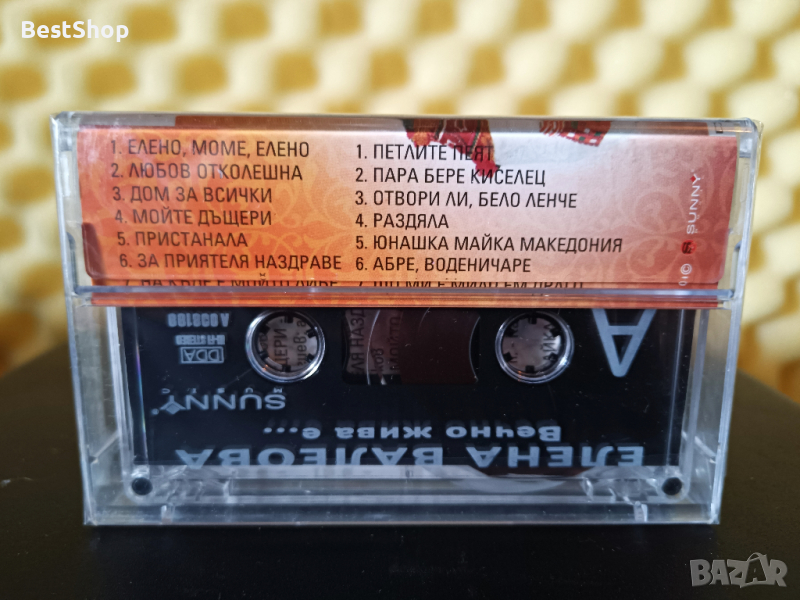 BestShop
1. ЕЛЕНО, МОМЕ, ЕЛЕНО
2. ЛЮБОВ ОТКОЛЕШНА
3. ДОМ ЗА ВСИЧКИ
4. МОЙТЕ ДЪЩЕРИ
5. ПРИСТАНАЛА
6. ЗА ПРИЯТЕЛЯ НАЗДРАВЕ
1. ПЕТЛИТЕ ПЕЯТ
2. ПАРА БЕРЕ КИСЕЛЕЦ
3. ОТВОРИ ЛИ, БЕЛО ЛЕНЧЕ
4. РАЗДЯЛА
5. ЮНАШКА МАЙКА МАКЕДОНИЯ
6. АБРЕ, ВОДЕНИЧАРЕ
SUNNY
A
DDA
SUNNY
Вечно жива е...
ЕЛЕНА ВАЛЕОВА
BAZAR